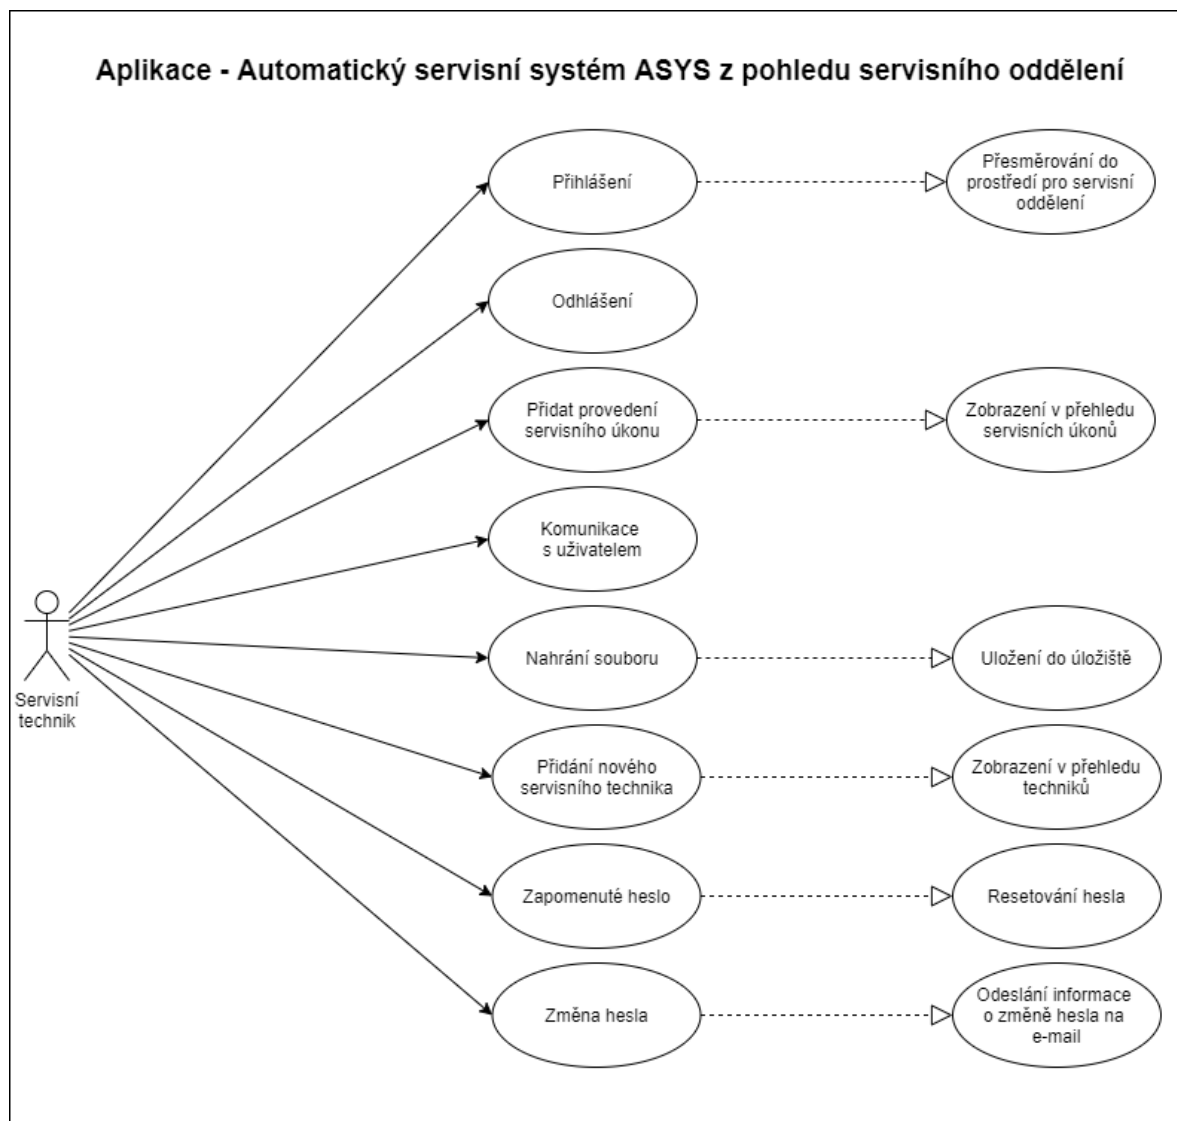 Aplikace - Automatický servisní systém ASYS z pohledu servisního oddělení
Přihlášení
Přesměrování do
prostředí pro servisní
oddělení
Odhlášení
Přidat provedení
servisního úkonu
Zobrazení v přehledu
servisních úkonů
Komunikace
s uživatelem
Servisní
technik
Nahrání souboru
Uložení do úložiště
Přidání nového
servisního technika
Zobrazení v přehledu
techniků
Zapomenuté heslo
Resetování hesla
Změna hesla
Odeslání informace
o změně hesla na
e-mail